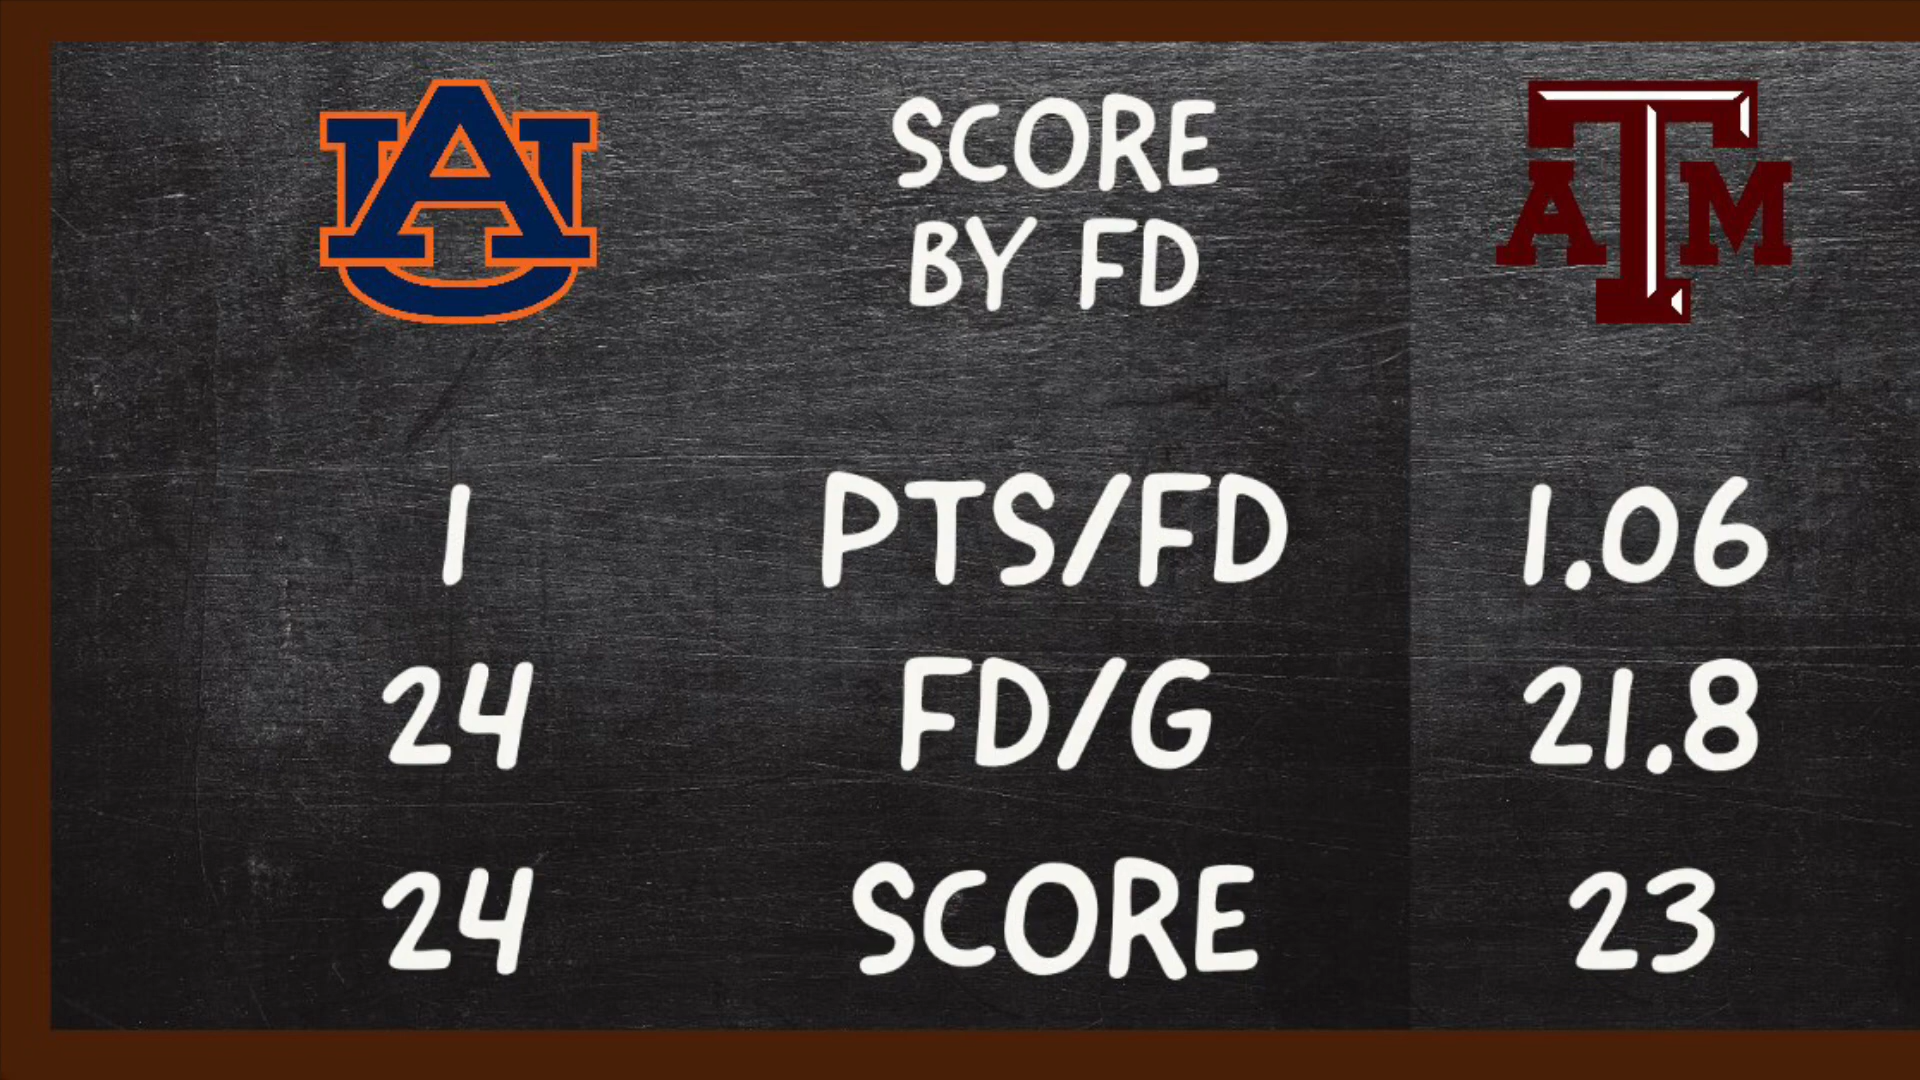 AU
SCORE
BY FD
ATM
1 PTS/FD 1.06
24 FD/G 21.8
24 SCORE 23